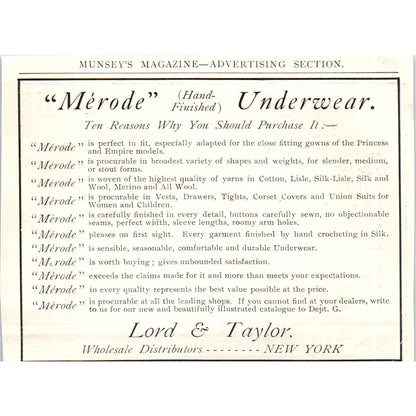 MUNSEY'S MAGAZINE—ADVERTISING SECTION.
"Mérode" (Hand-Finished) Underwear.
Ten Reasons Why You Should Purchase It:—
"Mérode" is perfect in fit, especially adapted for the close fitting gowns of the Princess
and Empire models.
"Mérode" is procurable in broadest variety of shapes and weights, for slender, medium,
or stout forms.
"Mérode" is woven of the highest quality of yarns in Cotton, Lisle, Silk-Lisle, Silk and
Wool, Merino and All Wool.
"Mérode" is procurable in Vests, Drawers, Tights, Corset Covers and Union Suits for
Women and Children.
"Mérode" is carefully finished in every detail, buttons carefully sewn, no objectionable
seams, perfect width, sleeve lengths, roomy arm holes.
"Mérode" pleases on first sight. Every garment finished by hand crocheting in Silk.
"Mérode" is sensible, seasonable, comfortable and durable Underwear.
"Mérode" is worth buying; gives unbounded satisfaction.
"Mérode" exceeds the claims made for it and more than meets your expectations.
"Mérode" in every quality represents the best value possible at the price.
"Mérode" is procurable at all the leading shops. If you cannot find at your dealers, write
to us for our new and beautifully illustrated catalogue to Dept. G.
Lord & Taylor.
Wholesale Distributors -------- NEW YORK